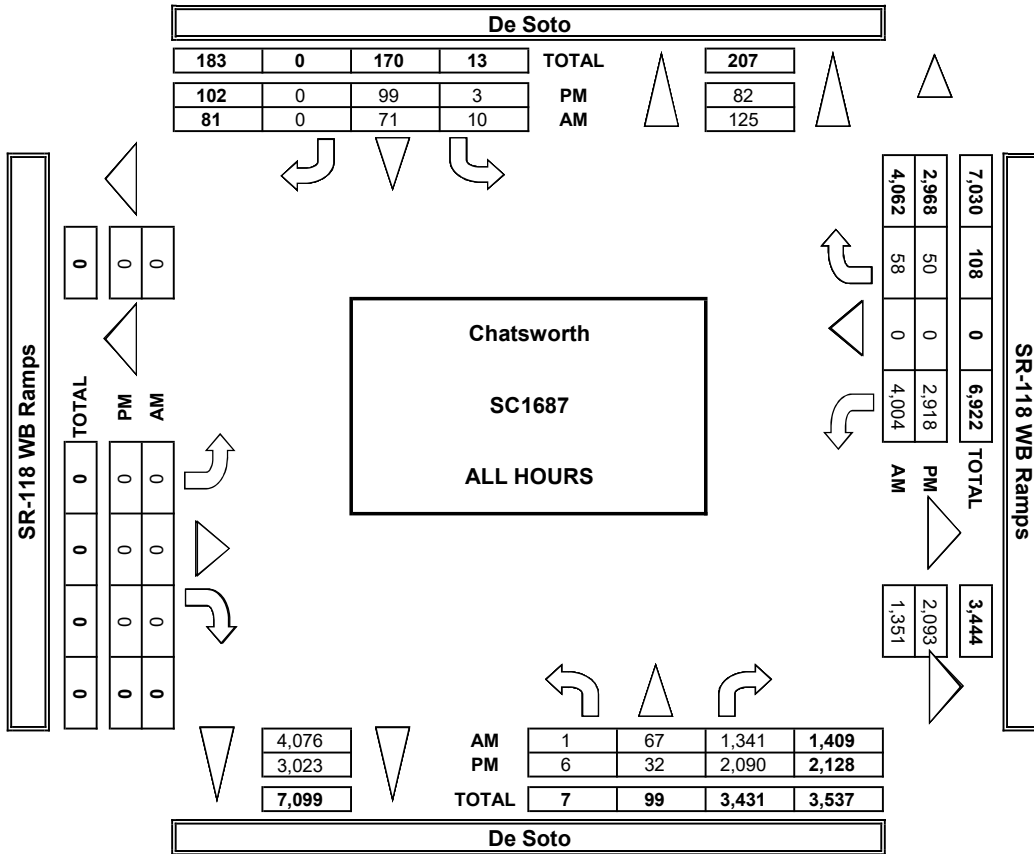 De Soto
183 0 170 13 TOTAL 207
102 0 99 3 PM 82
81 0 71 10 AM 125
SR-118 WB Ramps
0 0 0
TOTAL PM AM
0 0 0
0 0 0
0 0 0
0 0 0
Chatsworth
SC1687
ALL HOURS
7,030 108 0 6,922 TOTAL 3,444
2,968 50 0 2,918 PM 2,093
4,062 58 0 4,004 AM 1,351
SR-118 WB Ramps
4,076 AM 1 67 1,341 1,409
3,023 PM 6 32 2,090 2,128
7,099 TOTAL 7 99 3,431 3,537
De Soto